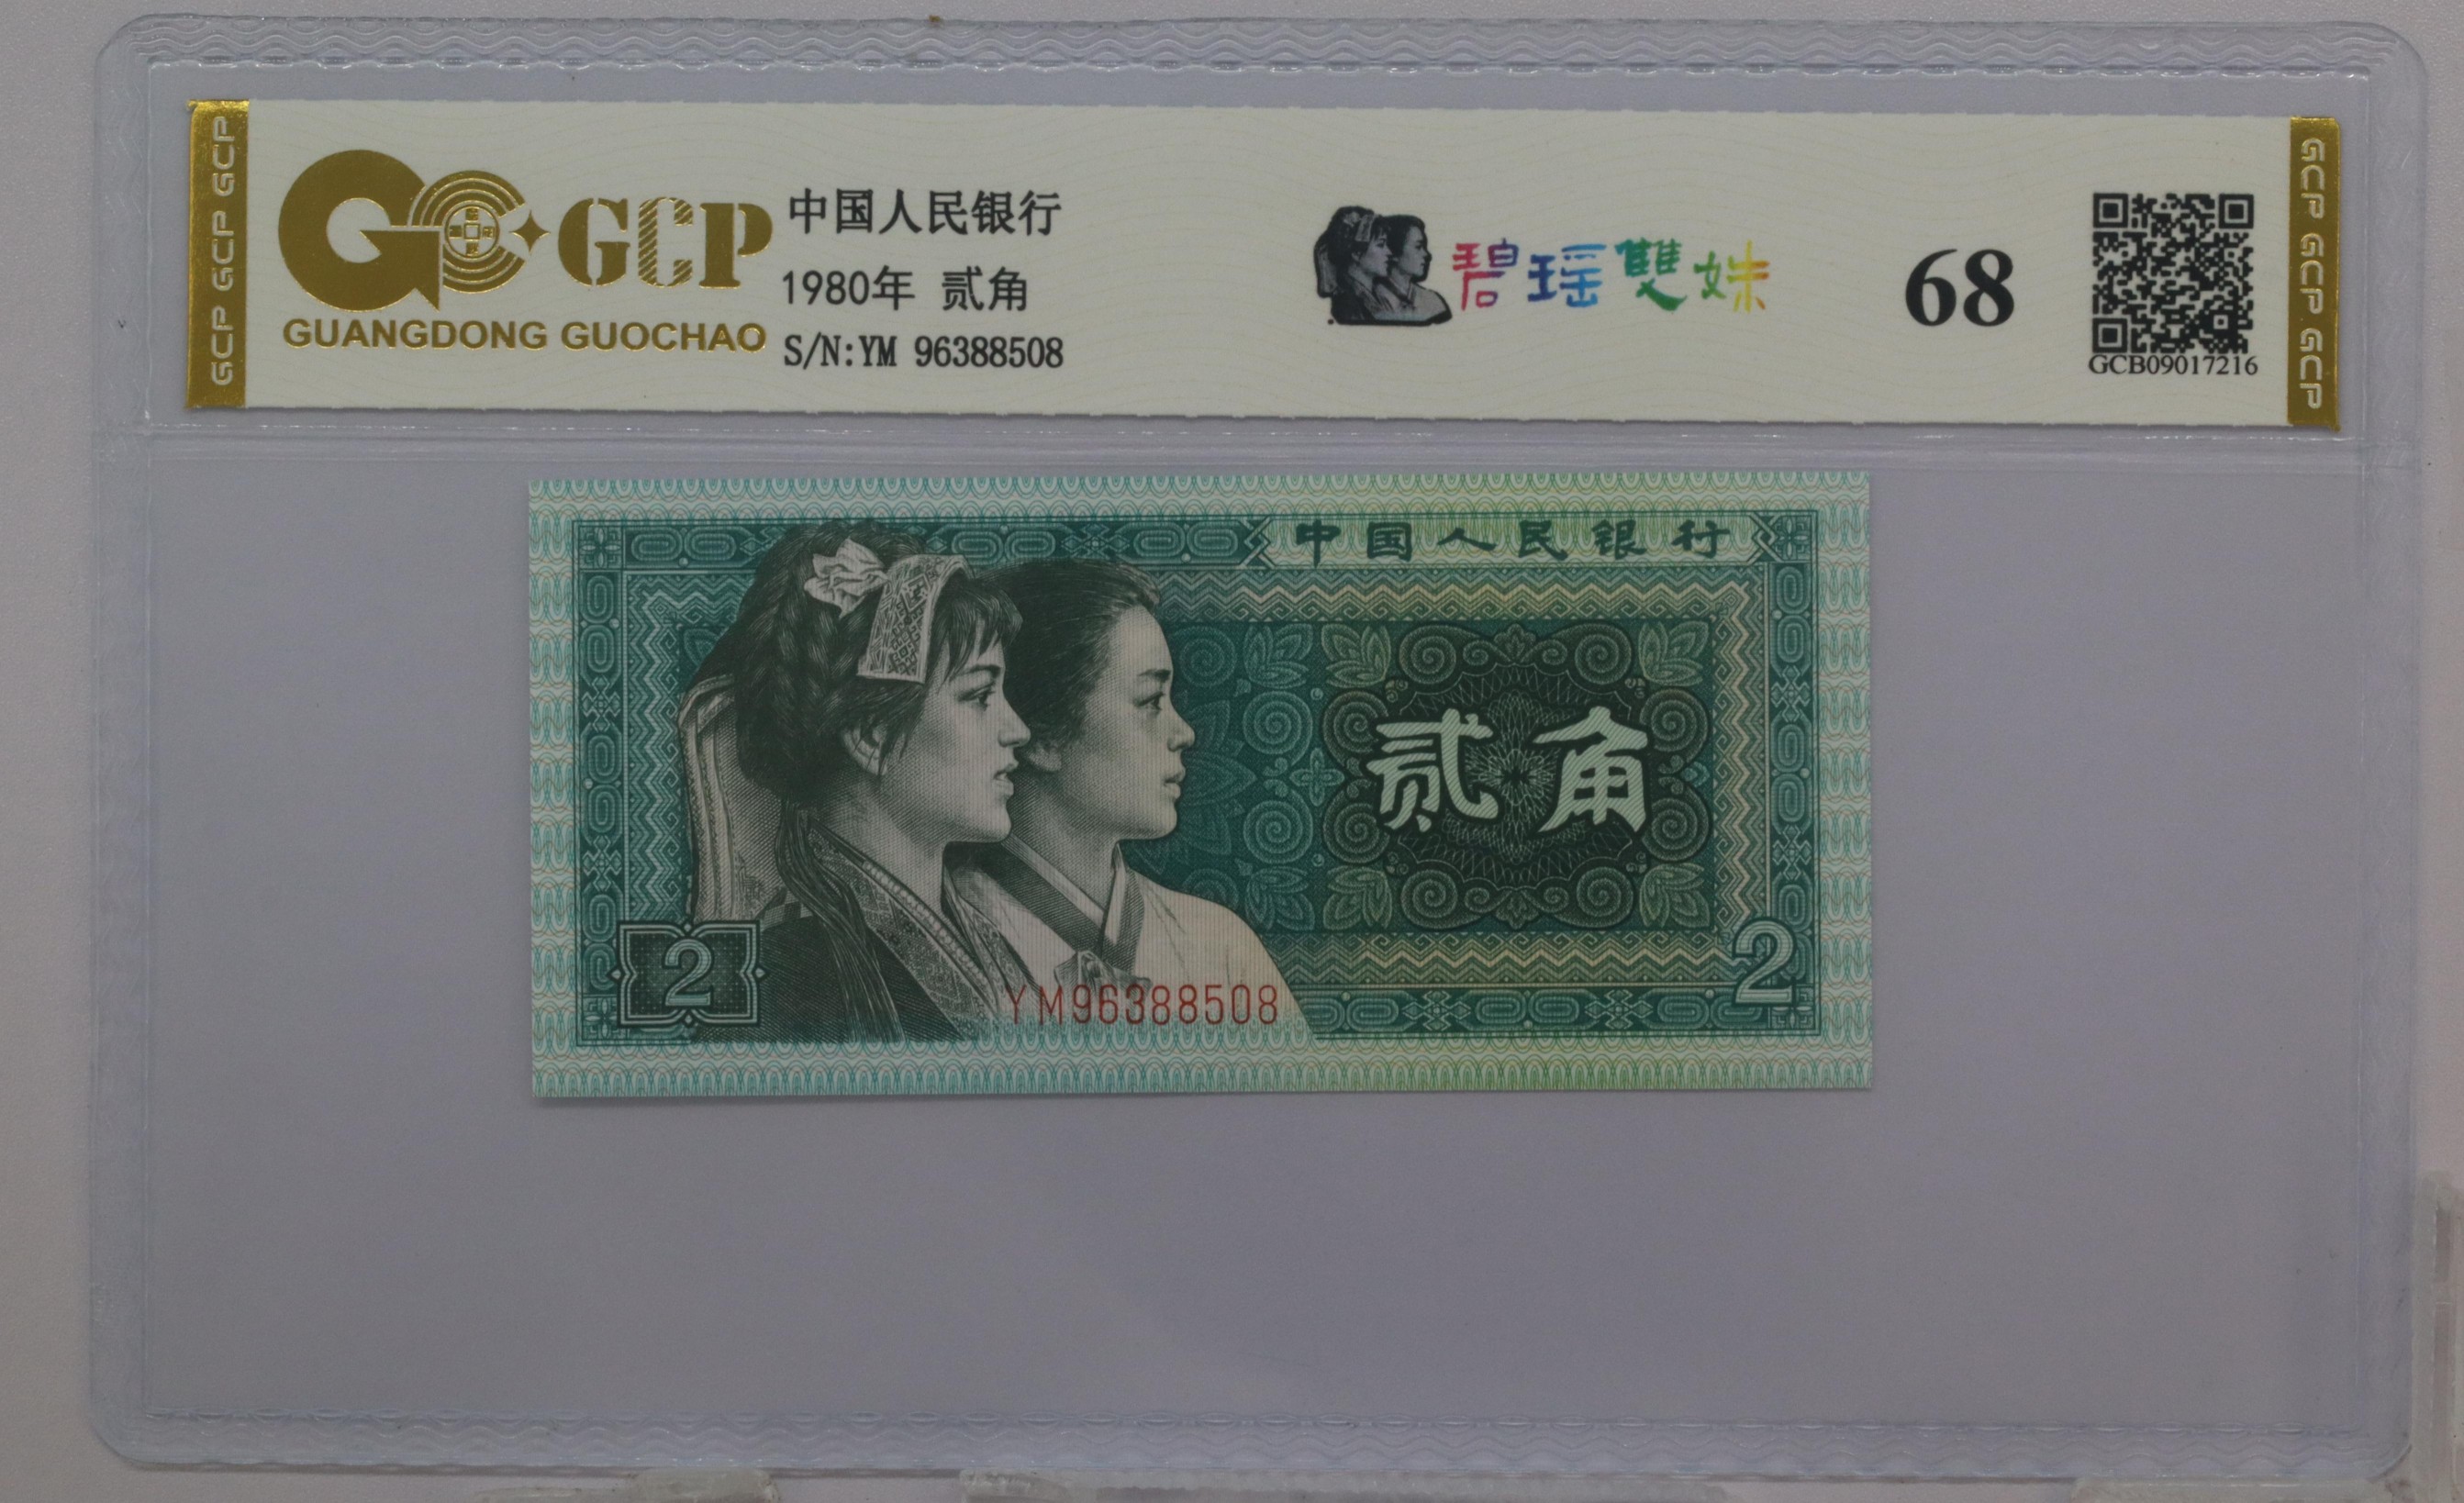 GCP GCP GCP
GCP
GUANGDONG GUOCHAO
中国人民银行
1980年 贰角
S/N:YM 96388508
碧瑶雙姝
68
GCB09017216
GCP GCP GCP
中国人民银行
贰角
2
YM96388508
2